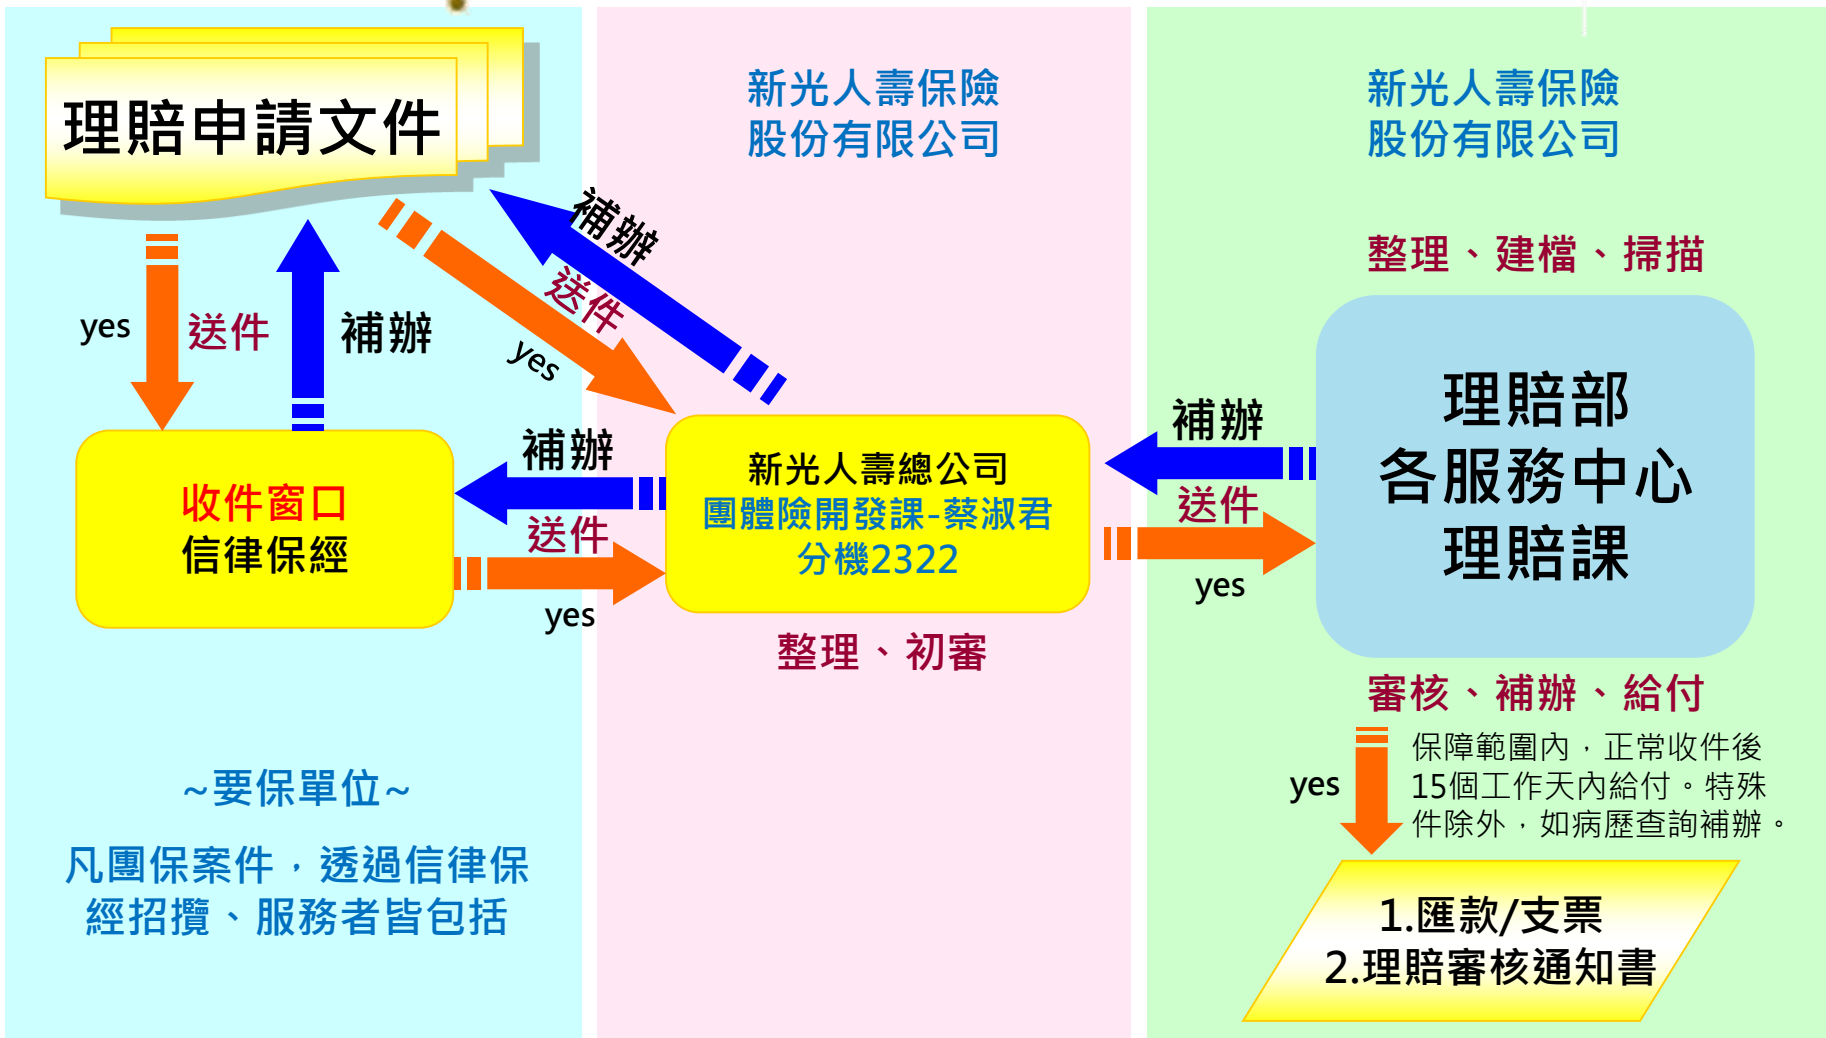 理賠申請文件
yes
送件
補辦
補辦
送件
yes
收件窗口
信律保經
補辦
送件
yes
~要保單位~
凡團保案件，透過信律保
經招攬、服務者皆包括
新光人壽保險
股份有限公司
新光人壽總公司
團體險開發課-蔡淑君
分機2322
整理、初審
補辦
送件
yes
新光人壽保險
股份有限公司
整理、建檔、掃描
理賠部
各服務中心
理賠課
審核、補辦、給付
yes
保障範圍內，正常收件後
15個工作天內給付。特殊
件除外，如病歷查詢補辦。
1.匯款/支票
2.理賠審核通知書